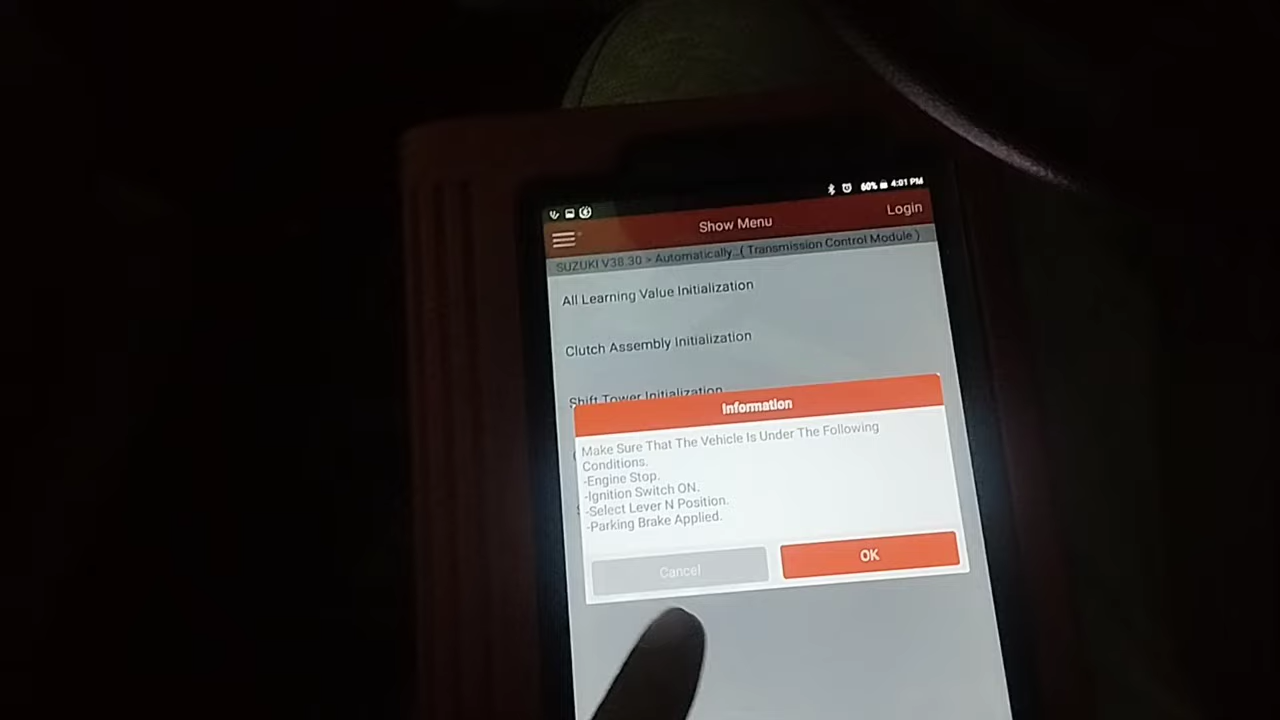 60% 4:01 PM
Show Menu
Login
SUZUKI V38.30 > Automatically...( Transmission Control Module )
All Learning Value Initialization
Clutch Assembly Initialization
Shift Tower Initialization
Information
Make Sure That The Vehicle Is Under The Following
Conditions.
-Engine Stop.
-Ignition Switch ON.
-Select Lever N Position.
-Parking Brake Applied.
Cancel
OK